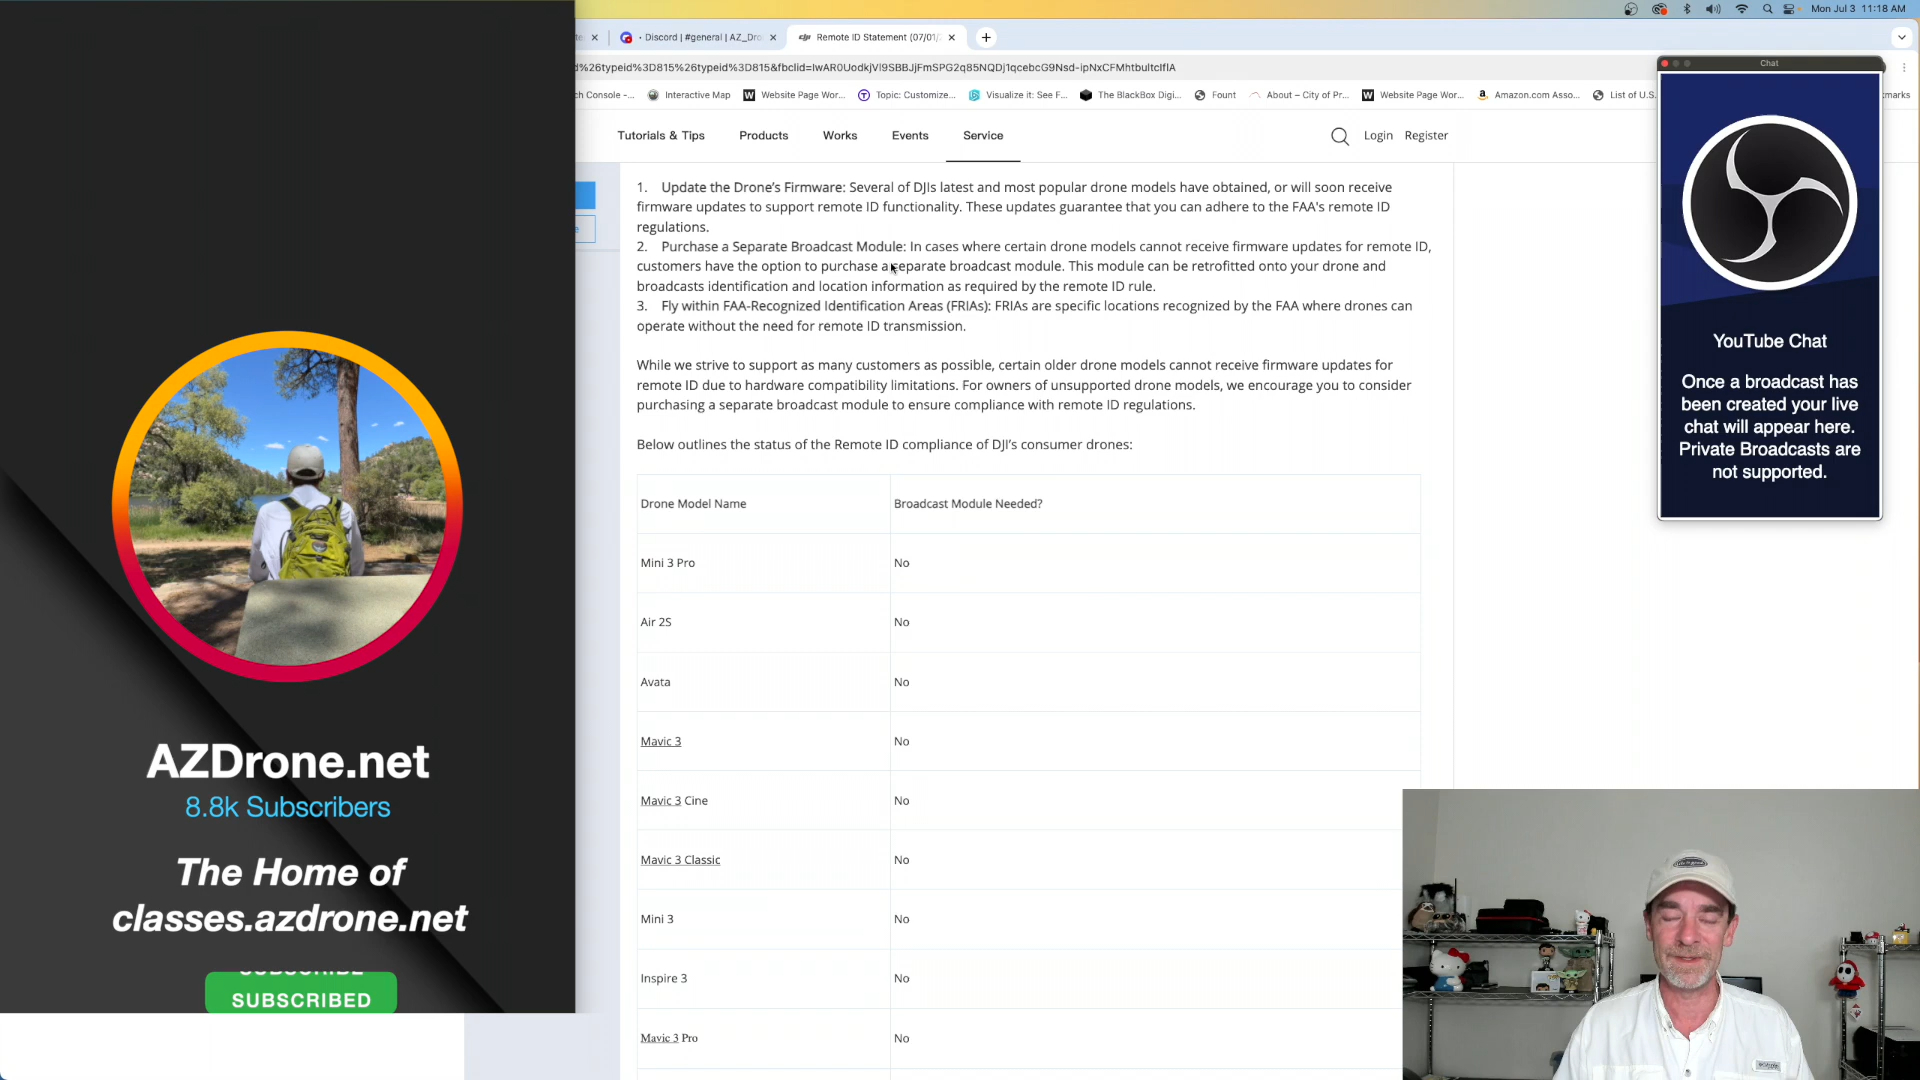 Mon Jul 3 11:18 AM
Discord | #general | AZ_Dro
Remote ID Statement (07/01/
d%26typeid%3D815%26typeid%3D815&fbclid=IwAR0UodkjVl9SBBJjFmSPG2q85NQDj1qcebcG9Nsd-ipNxCFMhtbultcIfIA
ch Console -...
Interactive Map
Website Page Wor...
Topic: Customize...
Visualize it: See F...
The BlackBox Digi...
Fount
About – City of Pr...
Website Page Wor...
Amazon.com Asso...
List of U.S.
marks
Chat
Tutorials & Tips
Products
Works
Events
Service
Login
Register
1. Update the Drone's Firmware: Several of DJIs latest and most popular drone models have obtained, or will soon receive
firmware updates to support remote ID functionality. These updates guarantee that you can adhere to the FAA's remote ID
regulations.
2. Purchase a Separate Broadcast Module: In cases where certain drone models cannot receive firmware updates for remote ID,
customers have the option to purchase a separate broadcast module. This module can be retrofitted onto your drone and
broadcasts identification and location information as required by the remote ID rule.
3. Fly within FAA-Recognized Identification Areas (FRIAs): FRIAs are specific locations recognized by the FAA where drones can
operate without the need for remote ID transmission.
While we strive to support as many customers as possible, certain older drone models cannot receive firmware updates for
remote ID due to hardware compatibility limitations. For owners of unsupported drone models, we encourage you to consider
purchasing a separate broadcast module to ensure compliance with remote ID regulations.
Below outlines the status of the Remote ID compliance of DJI's consumer drones:
Drone Model Name
Broadcast Module Needed?
Mini 3 Pro
No
Air 2S
No
Avata
No
Mavic 3
No
Mavic 3 Cine
No
Mavic 3 Classic
No
Mini 3
No
Inspire 3
No
Mavic 3 Pro
No
YouTube Chat
Once a broadcast has
been created your live
chat will appear here.
Private Broadcasts are
not supported.
AZDrone.net
8.8k Subscribers
The Home of
classes.azdrone.net
SUBSCRIBE
SUBSCRIBED